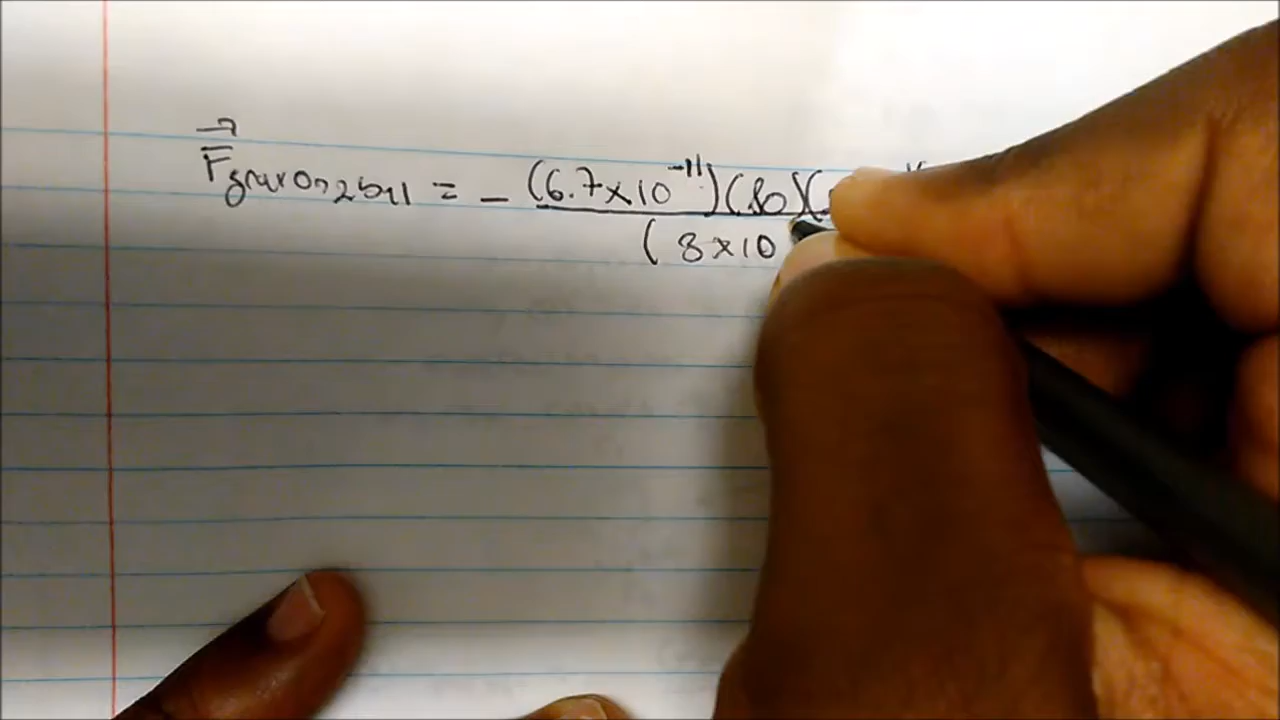 F⃗grav on 2 by 1 = − (6.7×10⁻¹¹)(80)(
(8×10